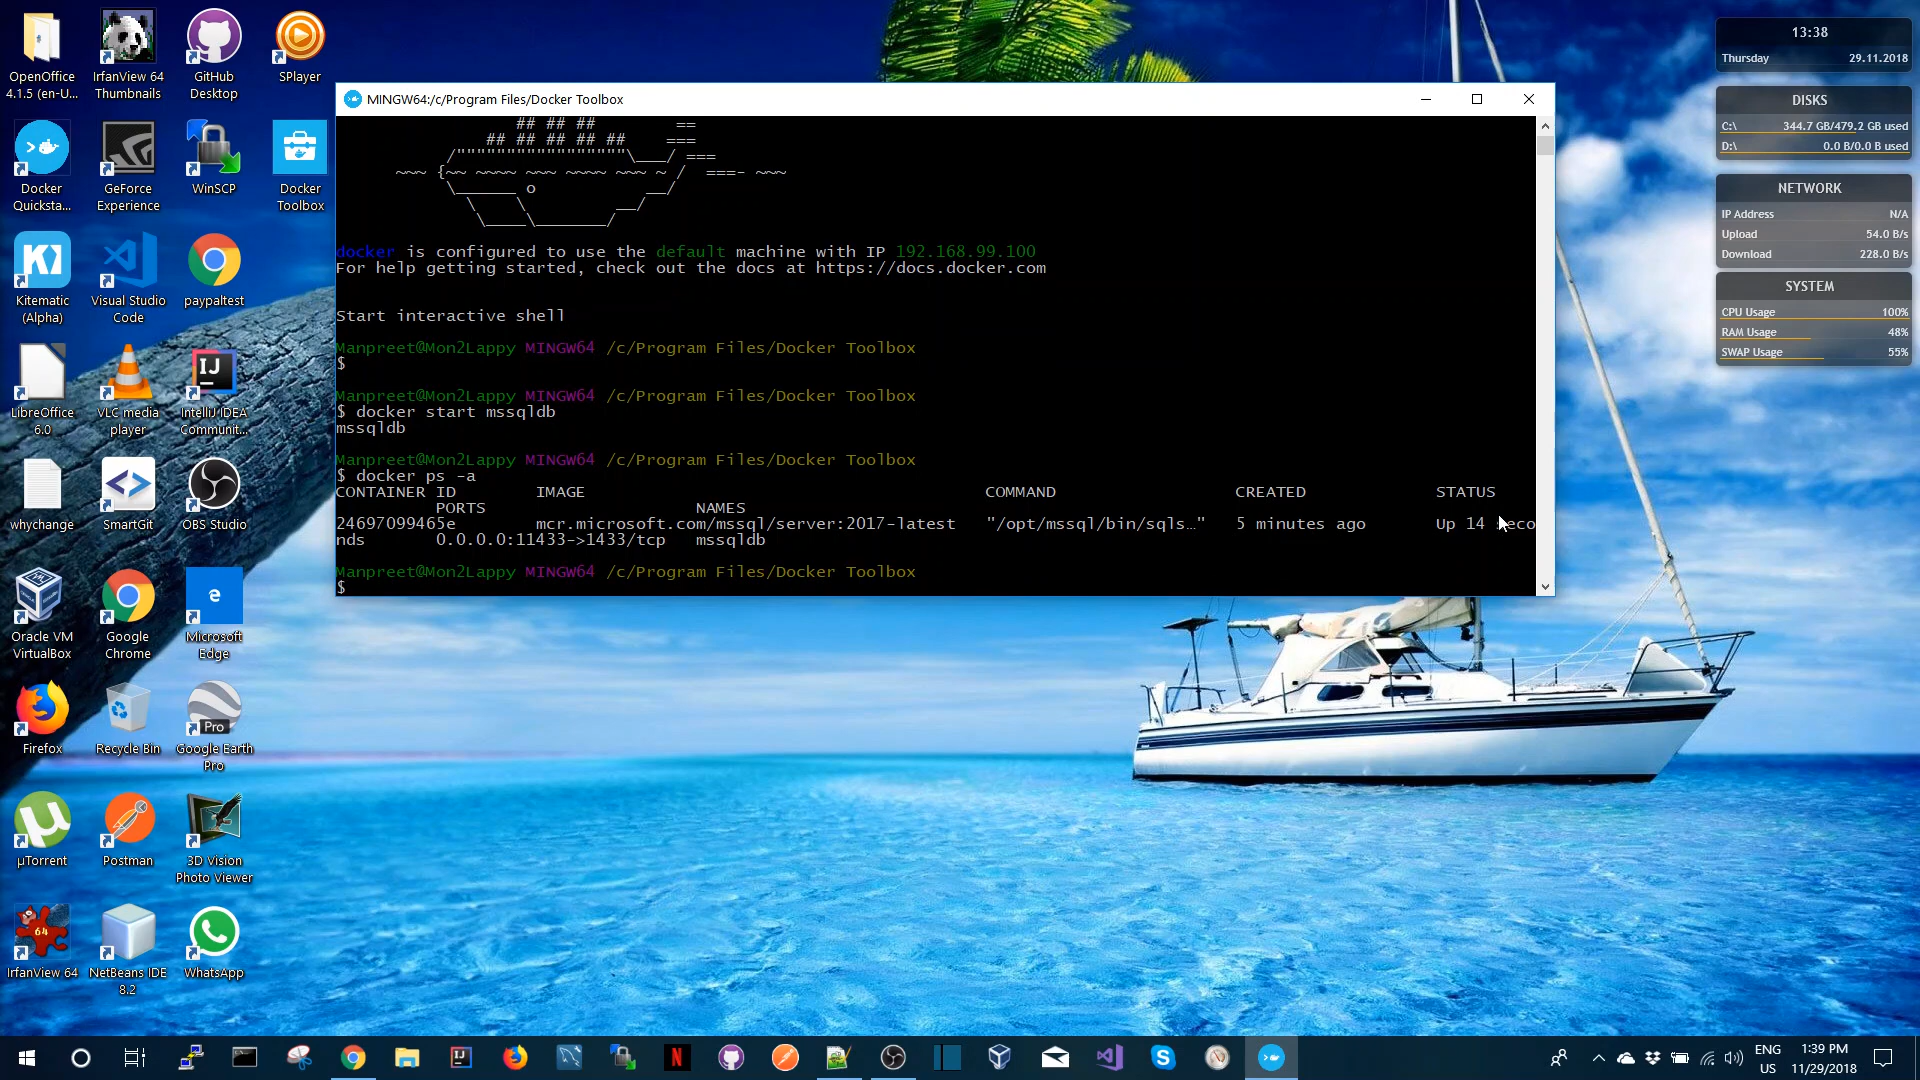 OpenOffice 4.1.5 (en-U...
IrfanView 64 Thumbnails
GitHub Desktop
SPlayer
Docker Quicksta...
GeForce Experience
WinSCP
Docker Toolbox
Kitematic (Alpha)
Visual Studio Code
paypaltest
LibreOffice 6.0
VLC media player
IntelliJ IDEA Communit...
whychange
SmartGit
OBS Studio
Oracle VM VirtualBox
Google Chrome
Microsoft Edge
Firefox
Recycle Bin
Google Earth Pro
µTorrent
Postman
3D Vision Photo Viewer
IrfanView 64
NetBeans IDE 8.2
WhatsApp
MINGW64:/c/Program Files/Docker Toolbox
## ## ##         ==
## ## ## ## ##    ===
/"""""""""""""""""\___/ ===
~~~ {~~ ~~~~ ~~~ ~~~~ ~~~ ~ /  ===- ~~~
\______ o           __/
\    \         __/
\____\_______/
docker is configured to use the default machine with IP 192.168.99.100
For help getting started, check out the docs at https://docs.docker.com
Start interactive shell
Manpreet@Mon2Lappy MINGW64 /c/Program Files/Docker Toolbox
$
Manpreet@Mon2Lappy MINGW64 /c/Program Files/Docker Toolbox
$ docker start mssqldb
mssqldb
Manpreet@Mon2Lappy MINGW64 /c/Program Files/Docker Toolbox
$ docker ps -a
CONTAINER ID        IMAGE                                        COMMAND                  CREATED             STATUS
PORTS                     NAMES
24697099465e        mcr.microsoft.com/mssql/server:2017-latest   "/opt/mssql/bin/sqls…"   5 minutes ago       Up 14 seco
nds       0.0.0.0:11433->1433/tcp   mssqldb
Manpreet@Mon2Lappy MINGW64 /c/Program Files/Docker Toolbox
$
13:38
Thursday 29.11.2018
DISKS
C:\ 344.7 GB/479.2 GB used
D:\ 0.0 B/0.0 B used
NETWORK
IP Address N/A
Upload 54.0 B/s
Download 228.0 B/s
SYSTEM
CPU Usage 100%
RAM Usage 48%
SWAP Usage 55%
ENG
US
1:39 PM
11/29/2018